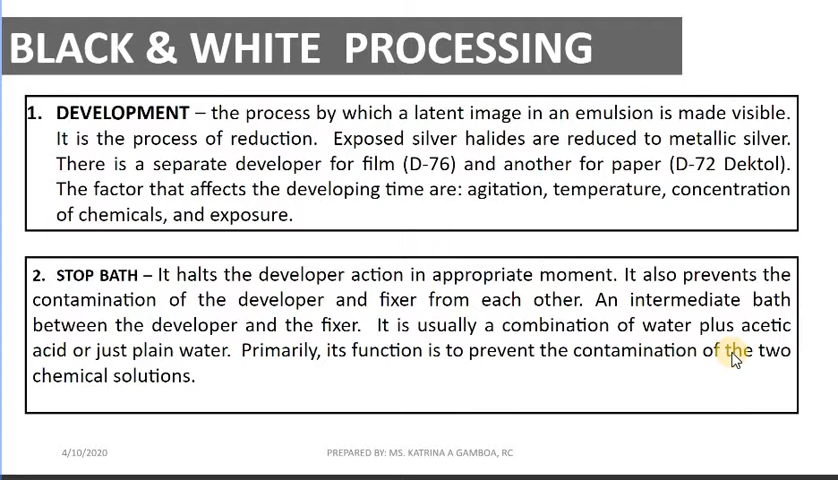 BLACK & WHITE PROCESSING
1. DEVELOPMENT – the process by which a latent image in an emulsion is made visible.
It is the process of reduction. Exposed silver halides are reduced to metallic silver.
There is a separate developer for film (D-76) and another for paper (D-72 Dektol).
The factor that affects the developing time are: agitation, temperature, concentration
of chemicals, and exposure.
2. STOP BATH – It halts the developer action in appropriate moment. It also prevents the
contamination of the developer and fixer from each other. An intermediate bath
between the developer and the fixer. It is usually a combination of water plus acetic
acid or just plain water. Primarily, its function is to prevent the contamination of the two
chemical solutions.
4/10/2020
PREPARED BY: MS. KATRINA A GAMBOA, RC